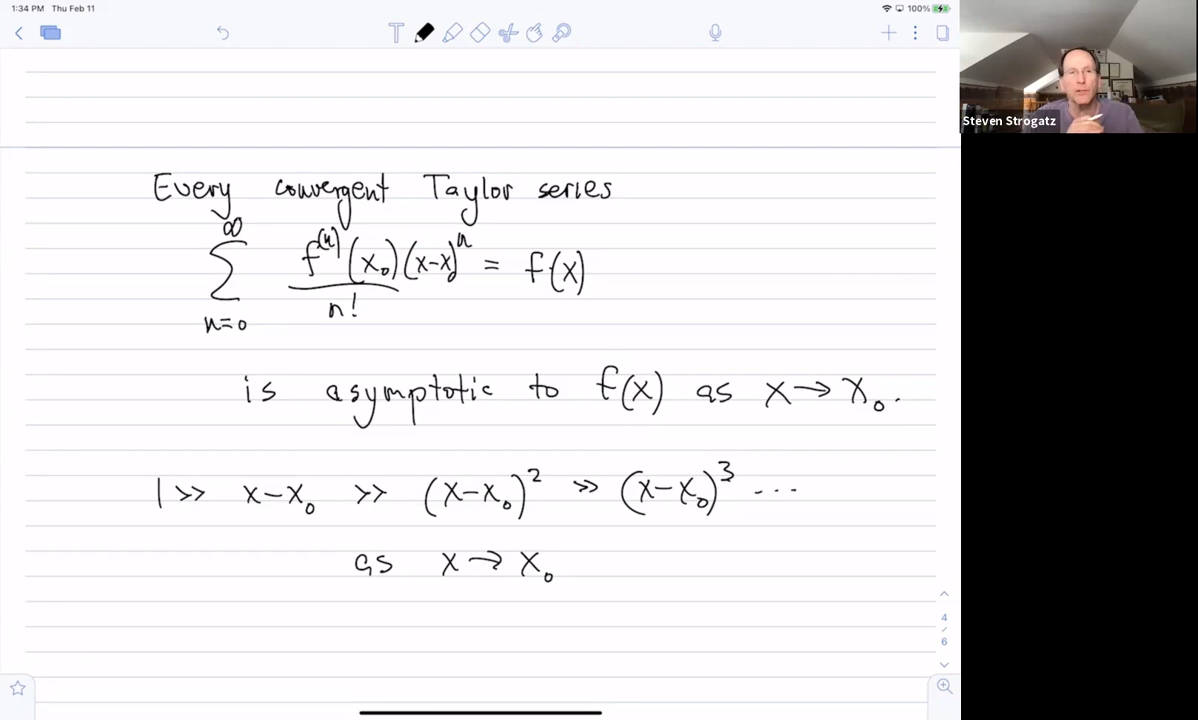 1:34 PM Thu Feb 11
100%
Steven Strogatz
Every convergent Taylor series
∞
∑ f^(n)(x₀)(x-x₀)^n = f(x)
n=0 n!
is asymptotic to f(x) as x→x₀.
1 >> x-x₀ >> (x-x₀)² >> (x-x₀)³ ...
as x→x₀
4
/
6